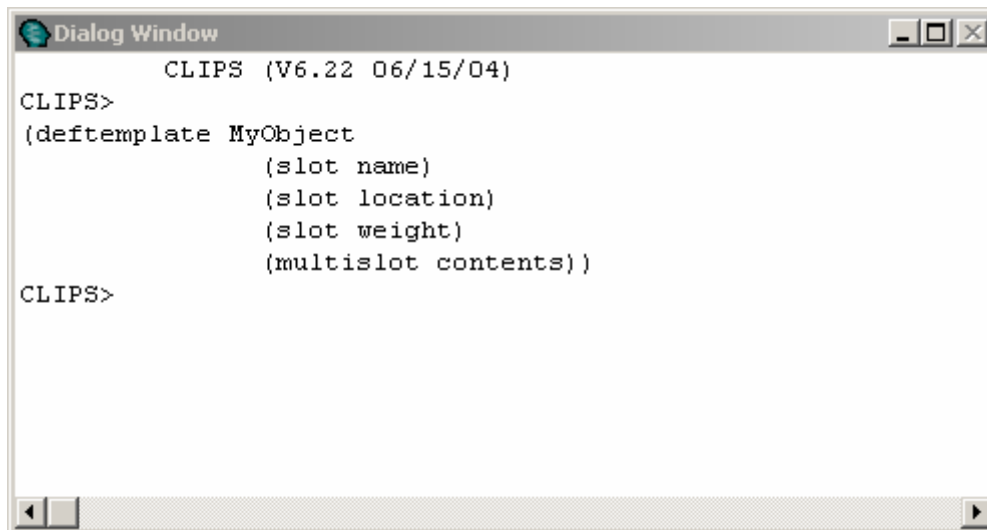 Dialog Window
CLIPS (V6.22 06/15/04)
CLIPS>
(deftemplate MyObject
(slot name)
(slot location)
(slot weight)
(multislot contents))
CLIPS>